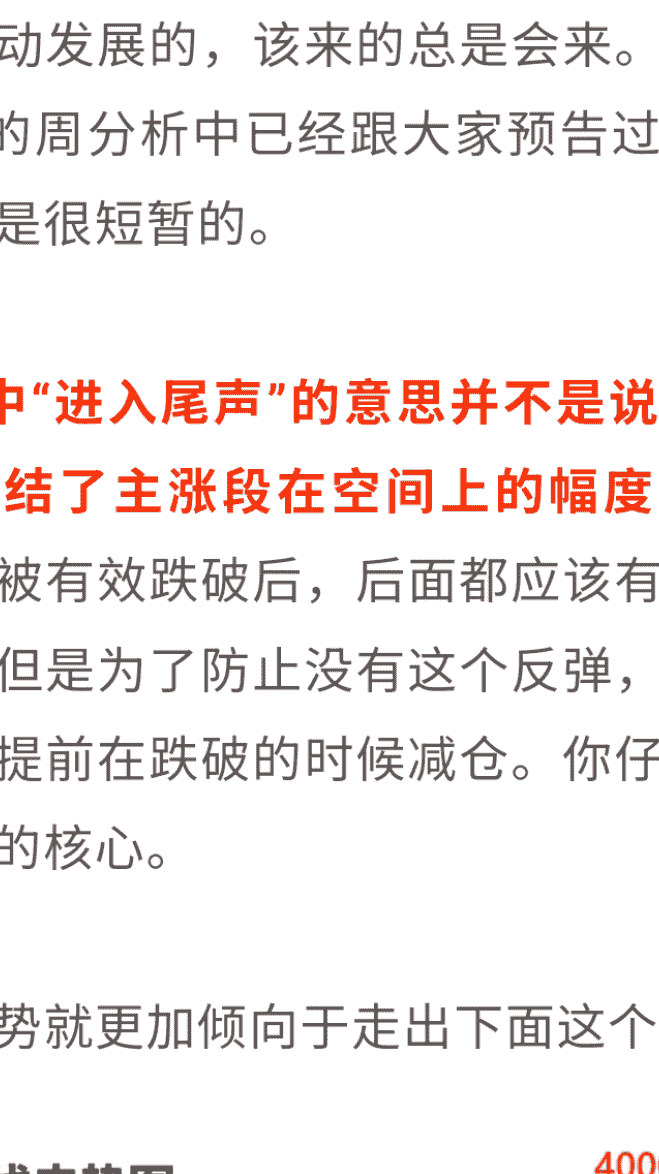 动发展的，该来的总是会来。
的周分析中已经跟大家预告过
是很短暂的。
中“进入尾声”的意思并不是说
结了主涨段在空间上的幅度
被有效跌破后，后面都应该有
但是为了防止没有这个反弹，
提前在跌破的时候减仓。你仔
的核心。
势就更加倾向于走出下面这个
400